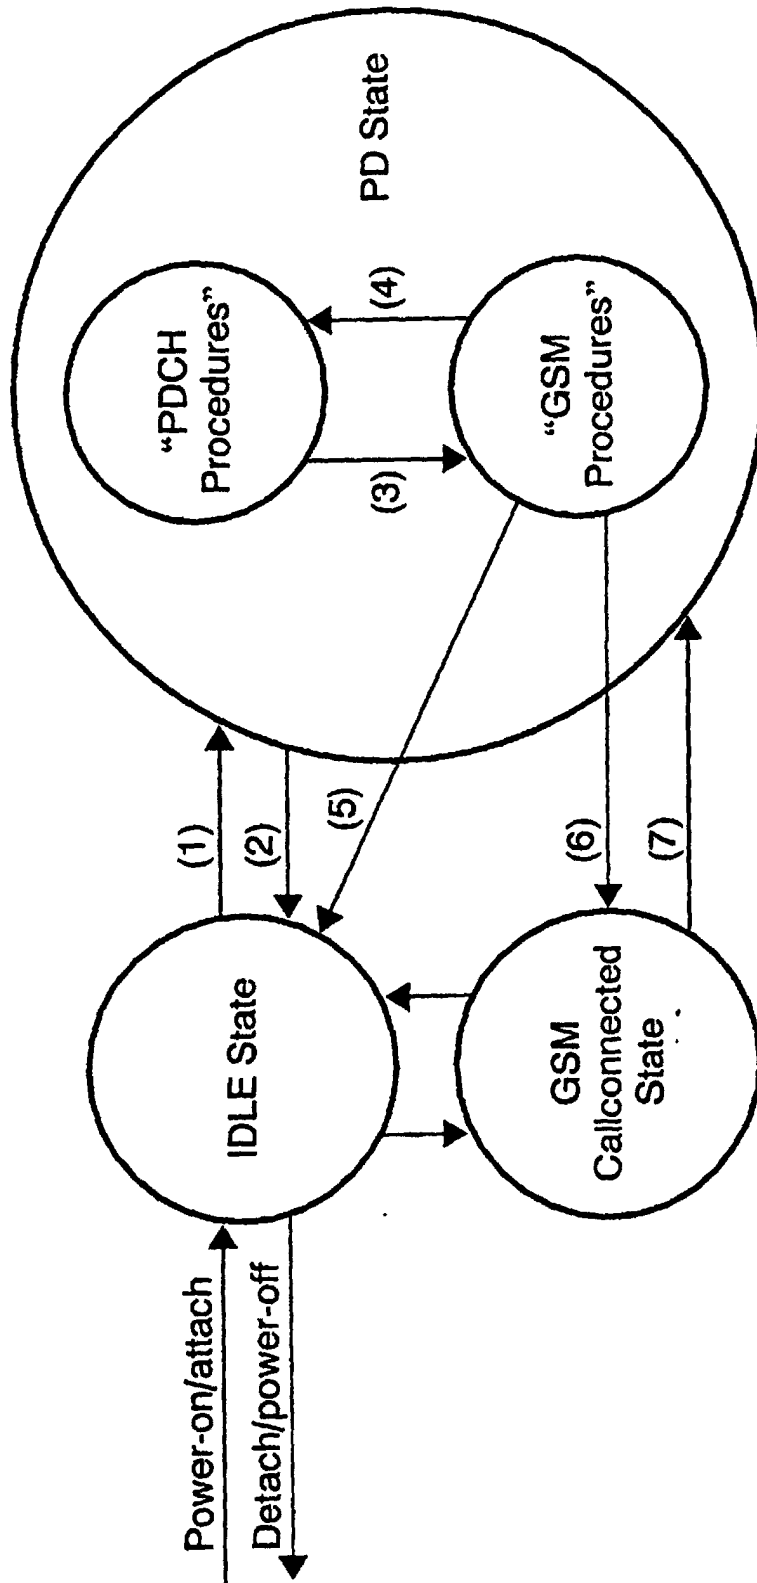 Power-on/attach
Detach/power-off
IDLE State
GSM
Callconnected
State
(1)
(2)
(5)
(6)
(7)
"PDCH
Procedures"
(3)
(4)
"GSM
Procedures"
PD State